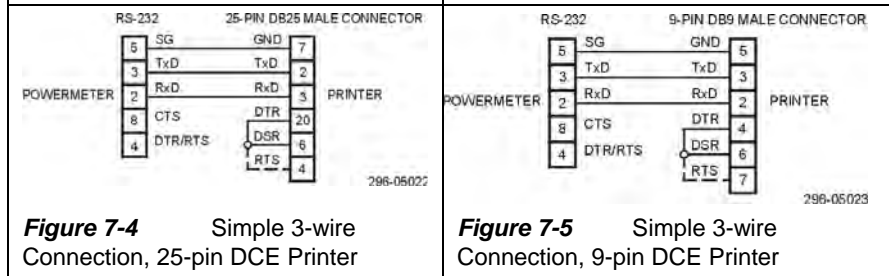 RS-232 25-PIN DB25 MALE CONNECTOR
5 SG GND 7
3 TxD TxD 2
POWERMETER 2 RxD RxD 3 PRINTER
8 CTS DTR 20
4 DTR/RTS DSR 6
RTS 4
296-05022
Figure 7-4 Simple 3-wire
Connection, 25-pin DCE Printer
RS-232 9-PIN DB9 MALE CONNECTOR
5 SG GND 5
3 TxD TxD 3
POWERMETER 2 RxD RxD 2 PRINTER
8 CTS DTR 4
4 DTR/RTS DSR 6
RTS 7
296-05023
Figure 7-5 Simple 3-wire
Connection, 9-pin DCE Printer